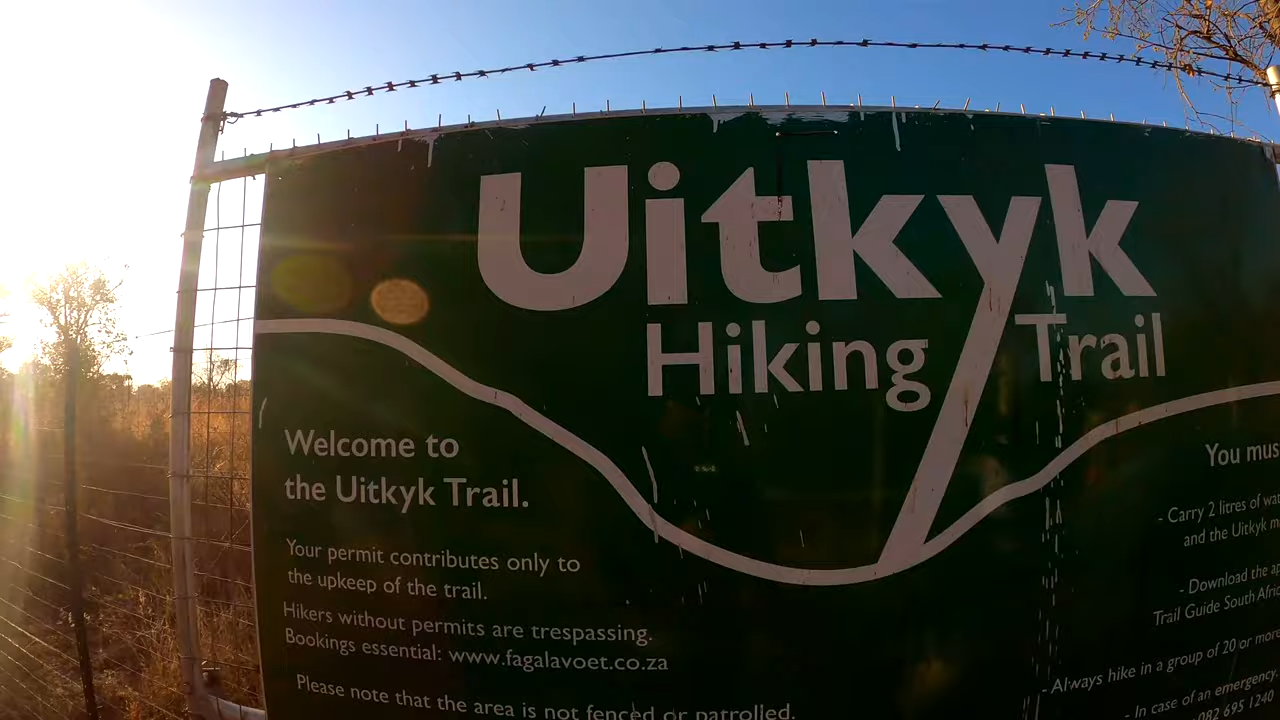 Uitkyk
Hiking Trail
Welcome to
the Uitkyk Trail.
Your permit contributes only to
the upkeep of the trail.
Hikers without permits are trespassing.
Bookings essential: www.fagalavoet.co.za
Please note that the area is not fenced or patrolled.
You mus
- Carry 2 litres of wat
and the Uitkyk m
- Download the ap
Trail Guide South Afric
- Always hike in a group of 20 or more
- In case of an emergency,
082 695 1240